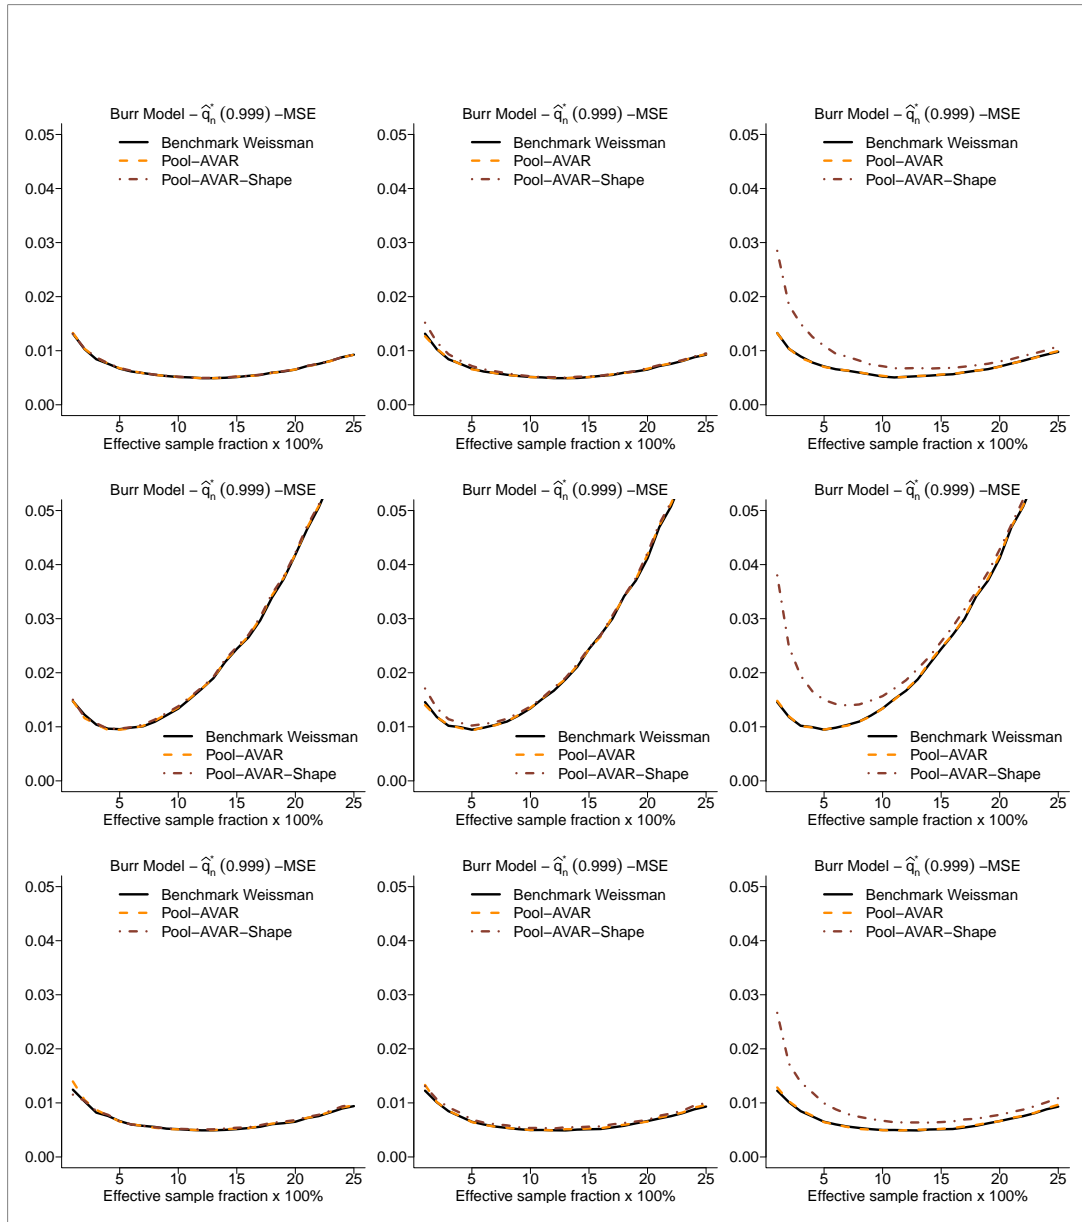 Burr Model − q̂*n (0.999) −MSE
Benchmark Weissman
Pool−AVAR
Pool−AVAR−Shape
0.05
0.04
0.03
0.02
0.01
0.00
5 10 15 20 25
Effective sample fraction x 100%
Burr Model − q̂*n (0.999) −MSE
Benchmark Weissman
Pool−AVAR
Pool−AVAR−Shape
0.05
0.04
0.03
0.02
0.01
0.00
5 10 15 20 25
Effective sample fraction x 100%
Burr Model − q̂*n (0.999) −MSE
Benchmark Weissman
Pool−AVAR
Pool−AVAR−Shape
0.05
0.04
0.03
0.02
0.01
0.00
5 10 15 20 25
Effective sample fraction x 100%
Burr Model − q̂*n (0.999) −MSE
0.05
0.04
0.03
0.02
0.01
0.00
Benchmark Weissman
Pool−AVAR
Pool−AVAR−Shape
5 10 15 20 25
Effective sample fraction x 100%
Burr Model − q̂*n (0.999) −MSE
0.05
0.04
0.03
0.02
0.01
0.00
Benchmark Weissman
Pool−AVAR
Pool−AVAR−Shape
5 10 15 20 25
Effective sample fraction x 100%
Burr Model − q̂*n (0.999) −MSE
0.05
0.04
0.03
0.02
0.01
0.00
Benchmark Weissman
Pool−AVAR
Pool−AVAR−Shape
5 10 15 20 25
Effective sample fraction x 100%
Burr Model − q̂*n (0.999) −MSE
Benchmark Weissman
Pool−AVAR
Pool−AVAR−Shape
0.05
0.04
0.03
0.02
0.01
0.00
5 10 15 20 25
Effective sample fraction x 100%
Burr Model − q̂*n (0.999) −MSE
Benchmark Weissman
Pool−AVAR
Pool−AVAR−Shape
0.05
0.04
0.03
0.02
0.01
0.00
5 10 15 20 25
Effective sample fraction x 100%
Burr Model − q̂*n (0.999) −MSE
Benchmark Weissman
Pool−AVAR
Pool−AVAR−Shape
0.05
0.04
0.03
0.02
0.01
0.00
5 10 15 20 25
Effective sample fraction x 100%